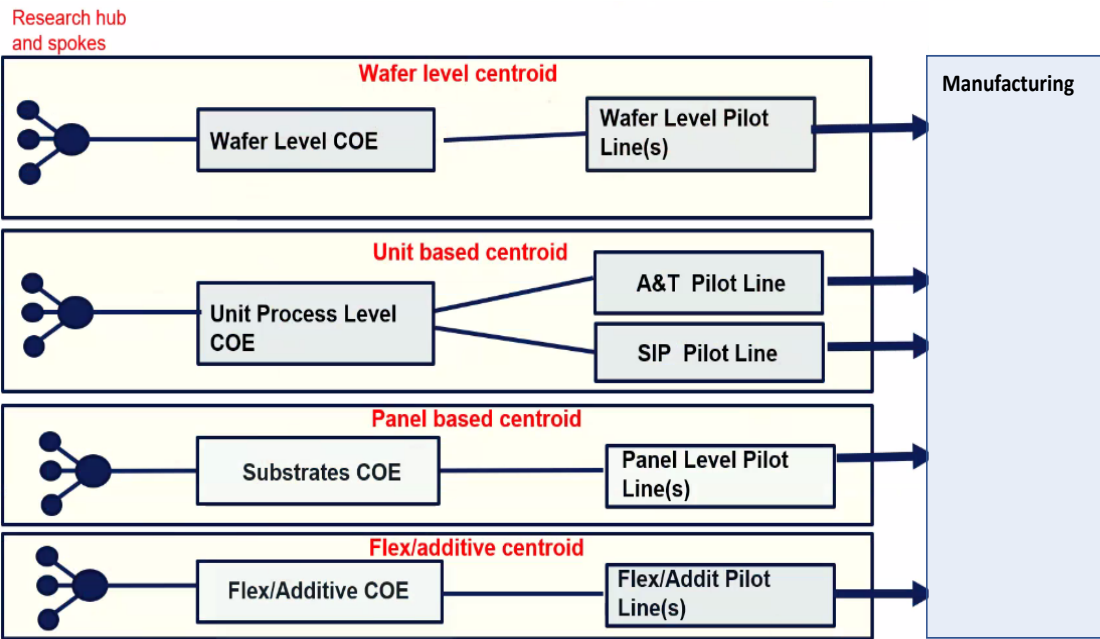 Research hub
and spokes
Wafer level centroid
Manufacturing
Wafer Level COE
Wafer Level Pilot
Line(s)
Unit based centroid
Unit Process Level
COE
A&T Pilot Line
SIP Pilot Line
Panel based centroid
Substrates COE
Panel Level Pilot
Line(s)
Flex/additive centroid
Flex/Additive COE
Flex/Addit Pilot
Line(s)